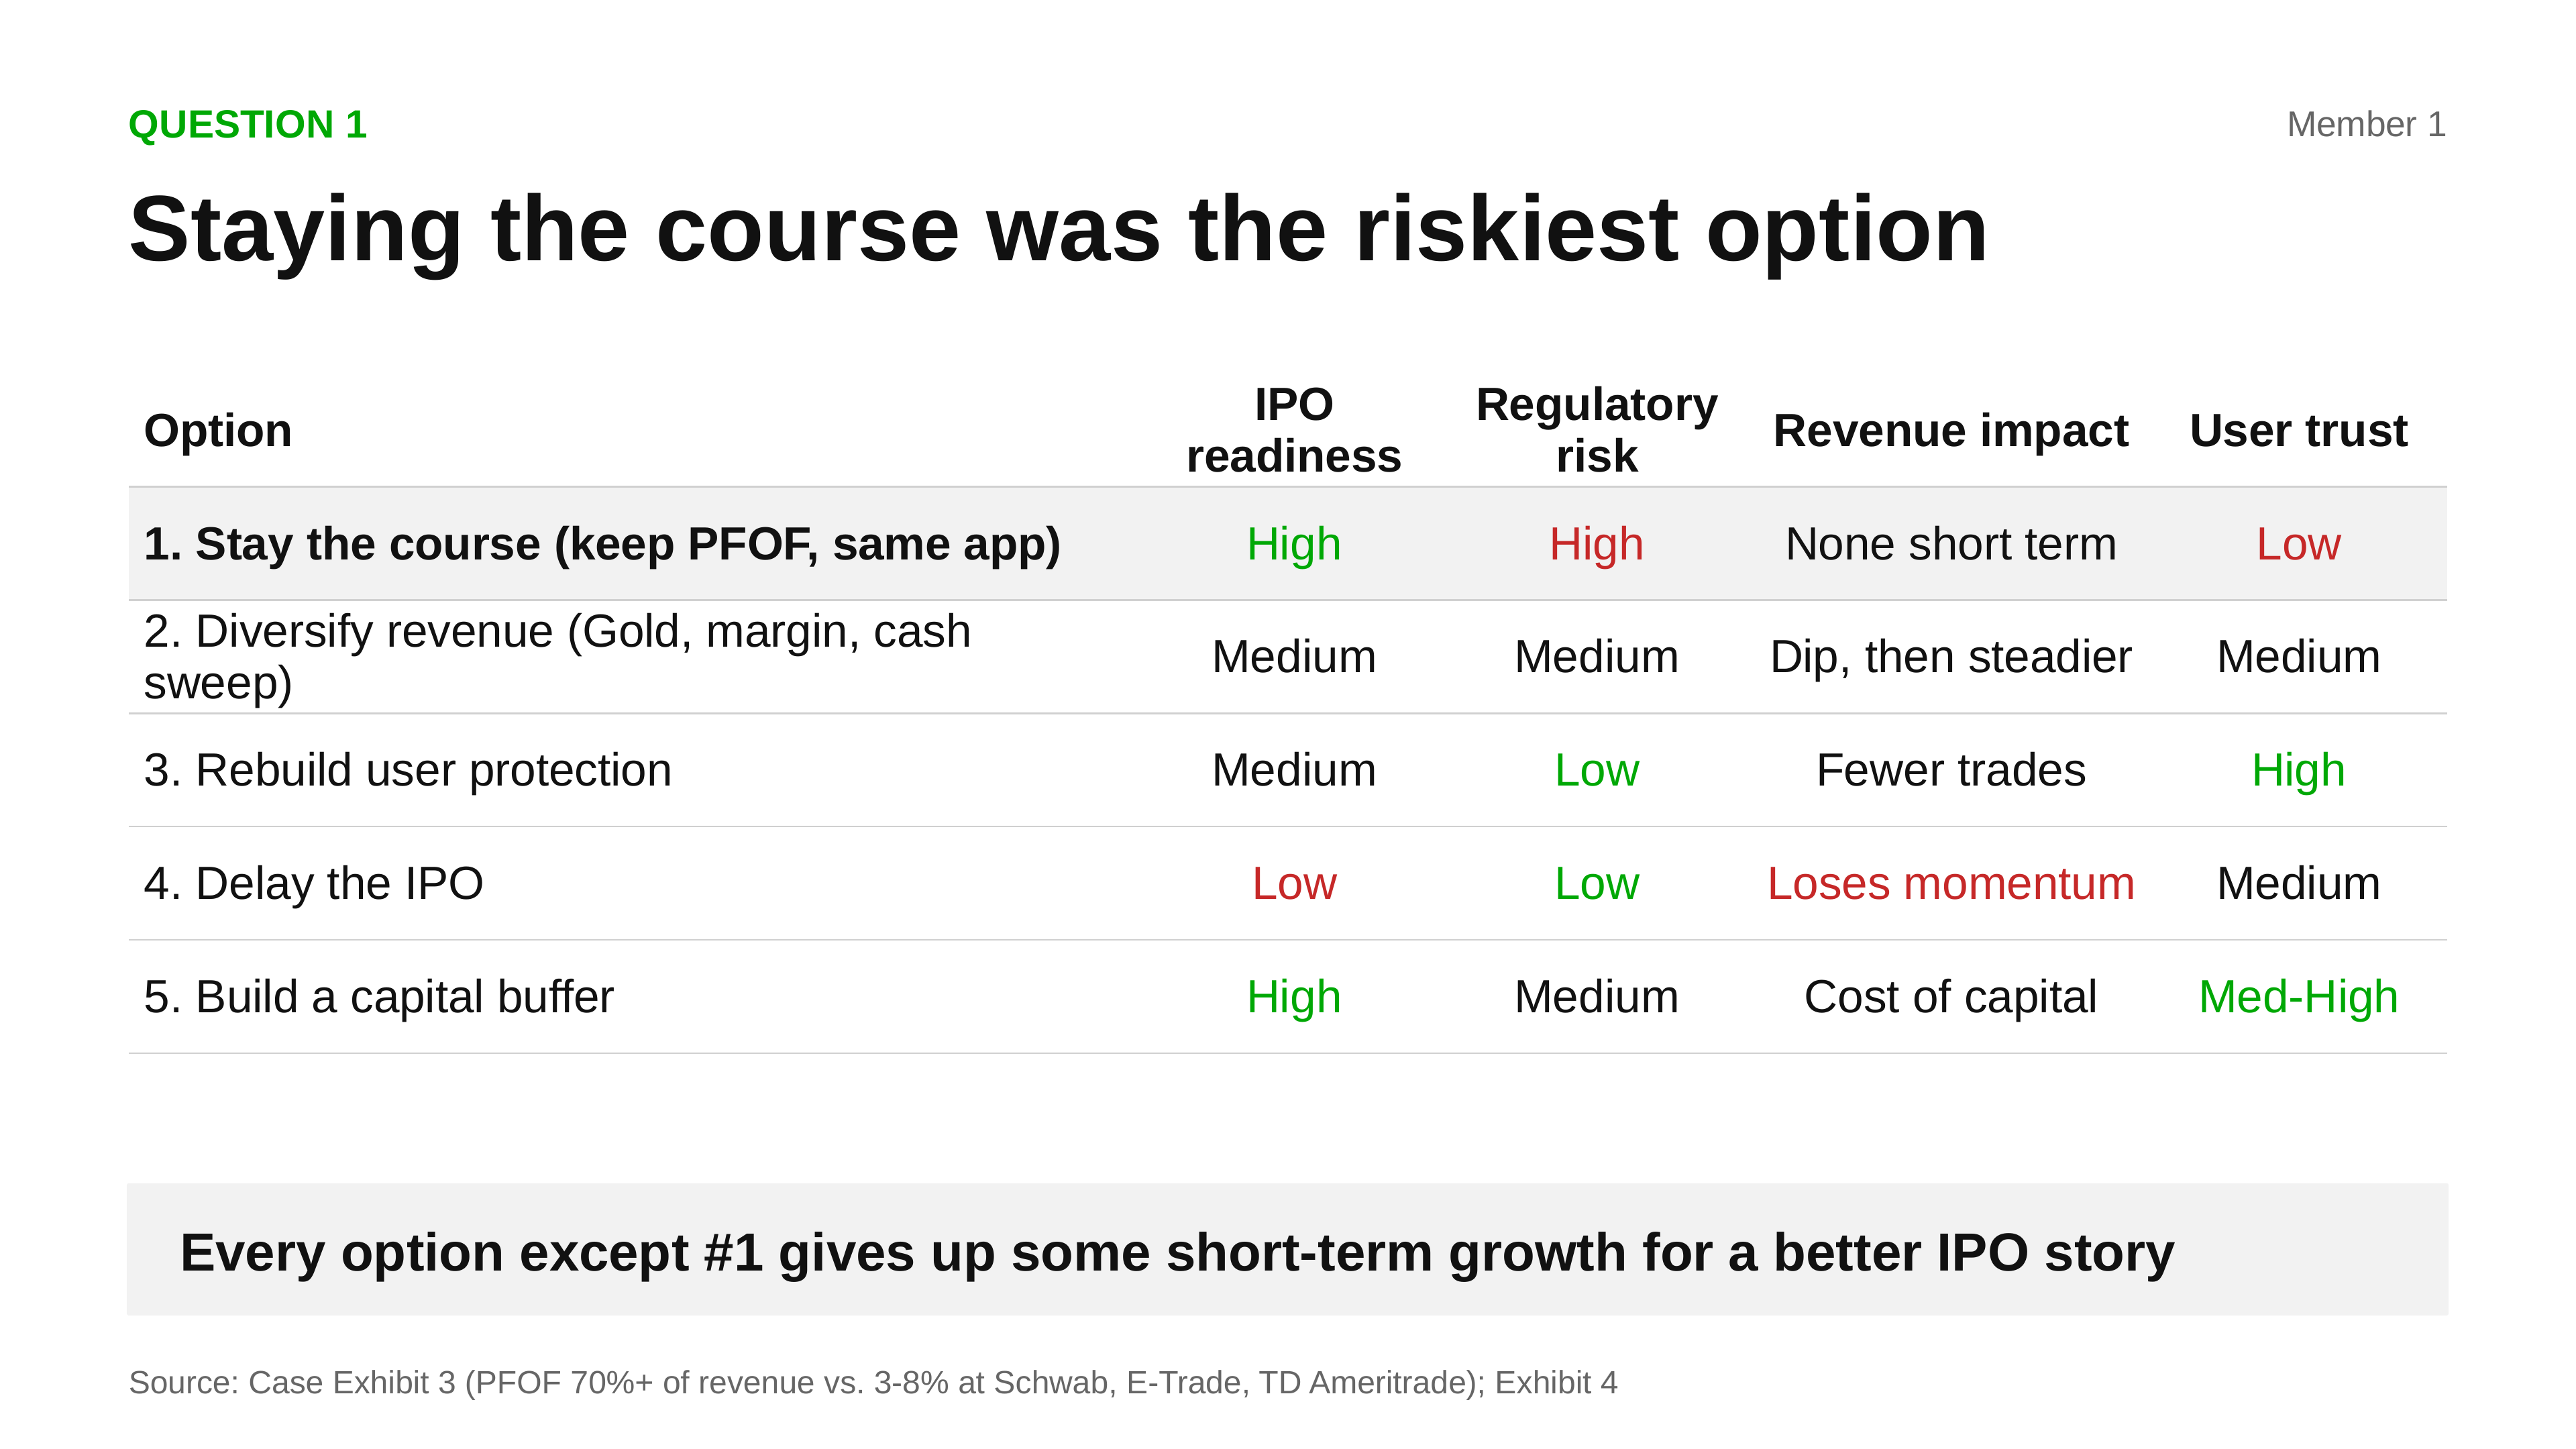 QUESTION 1
Member 1
Staying the course was the riskiest option
Option
IPO
readiness
Regulatory
risk
Revenue impact
User trust
1. Stay the course (keep PFOF, same app)
High
High
None short term
Low
2. Diversify revenue (Gold, margin, cash
sweep)
Medium
Medium
Dip, then steadier
Medium
3. Rebuild user protection
Medium
Low
Fewer trades
High
4. Delay the IPO
Low
Low
Loses momentum
Medium
5. Build a capital buffer
High
Medium
Cost of capital
Med-High
Every option except #1 gives up some short-term growth for a better IPO story
Source: Case Exhibit 3 (PFOF 70%+ of revenue vs. 3-8% at Schwab, E-Trade, TD Ameritrade); Exhibit 4